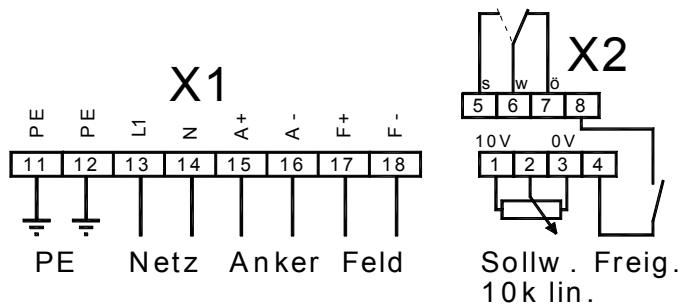 X1
PE PE L1 N A+ A- F+ F-
11 12 13 14 15 16 17 18
PE Netz Anker Feld
X2
s w ö
5 6 7 8
10V 0V
1 2 3 4
Sollw. Freig.
10k lin.